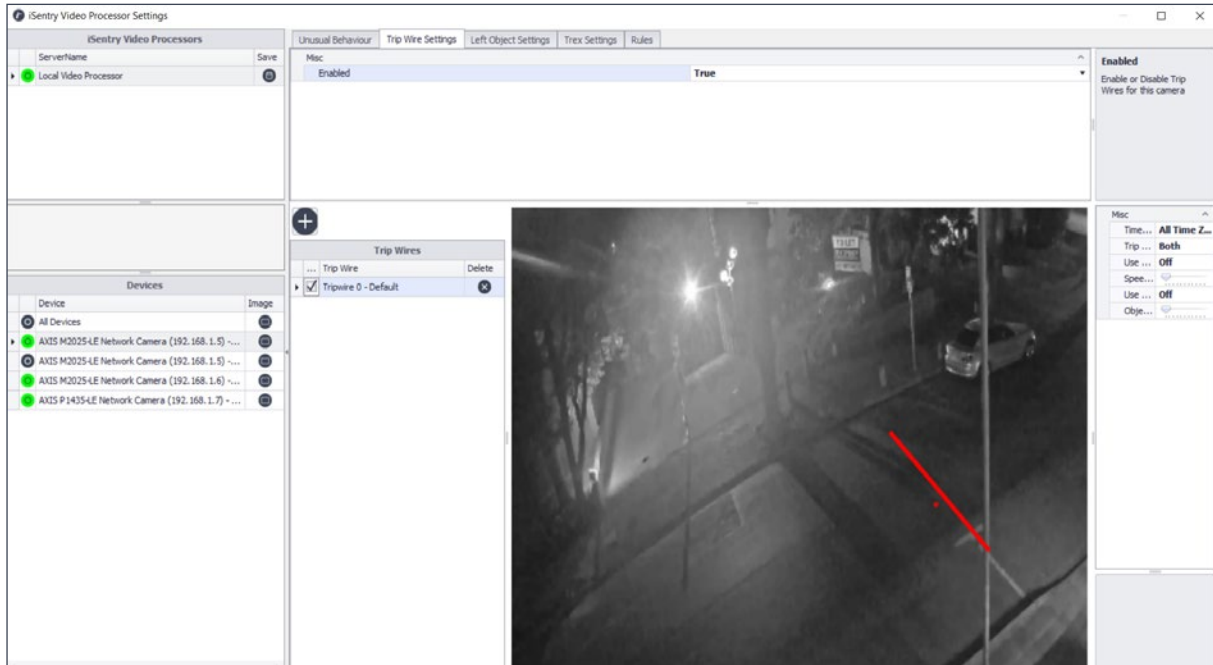 iSentry Video Processor Settings
iSentry Video Processors
ServerName Save
Local Video Processor
Devices
Device Image
All Devices
AXIS M2025-LE Network Camera (192.168.1.5) -...
AXIS M2025-LE Network Camera (192.168.1.5) -...
AXIS M2025-LE Network Camera (192.168.1.6) -...
AXIS P1435-LE Network Camera (192.168.1.7) - ...
Unusual Behaviour Trip Wire Settings Left Object Settings Trex Settings Rules
Misc
Enabled True
Enabled
Enable or Disable Trip
Wires for this camera
Trip Wires
... Trip Wire Delete
Tripwire 0 - Default
TO LET
Misc
Time... All Time Z...
Trip ... Both
Use ... Off
Spee...
Use ... Off
Obje...